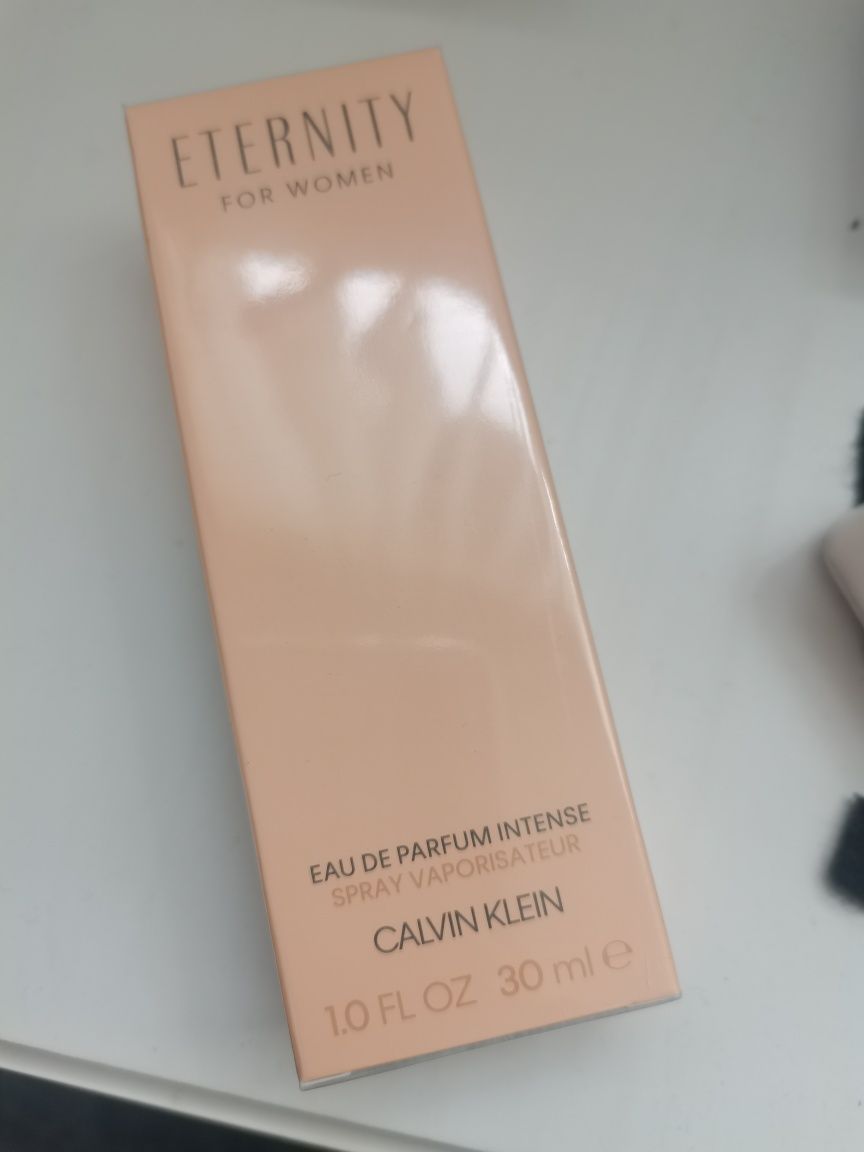 ETERNITY
FOR WOMEN
EAU DE PARFUM INTENSE
SPRAY VAPORISATEUR
CALVIN KLEIN
1.0 FL OZ 30 ml ℮